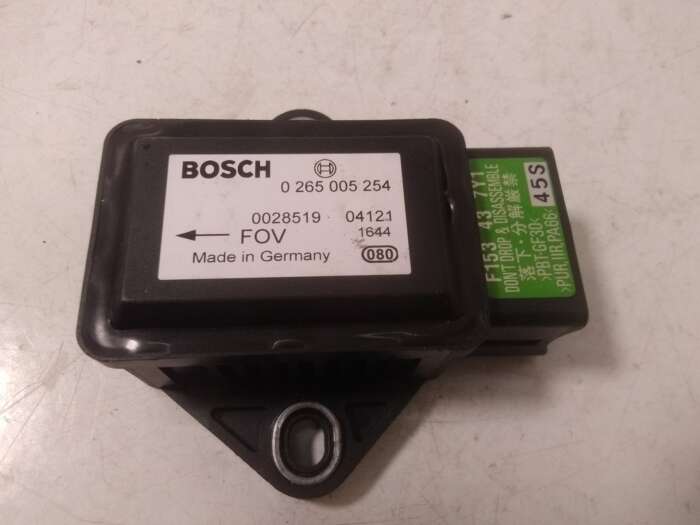 BOSCH
0 265 005 254
0028519 04121
1644
FOV
Made in Germany
080
F153 43 7Y1
DON'T DROP & DISASSEMBLE
落下・分解厳禁
>PBT-GF30<
>PUR,IIR,PA66<
45S